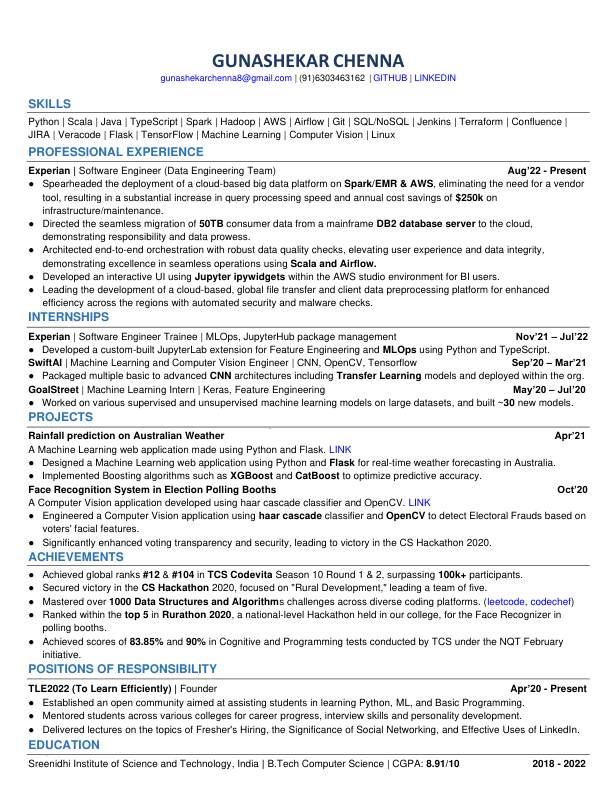 GUNASHEKAR CHENNA
gunashekarchenna8@gmail.com | (91)6303463162 | GITHUB | LINKEDIN
SKILLS
Python | Scala | Java | TypeScript | Spark | Hadoop | AWS | Airflow | Git | SQL/NoSQL | Jenkins | Terraform | Confluence |
JIRA | Veracode | Flask | TensorFlow | Machine Learning | Computer Vision | Linux
PROFESSIONAL EXPERIENCE
Experian | Software Engineer (Data Engineering Team) Aug'22 - Present
● Spearheaded the deployment of a cloud-based big data platform on Spark/EMR & AWS, eliminating the need for a vendor
tool, resulting in a substantial increase in query processing speed and annual cost savings of $250k on
infrastructure/maintenance.
● Directed the seamless migration of 50TB consumer data from a mainframe DB2 database server to the cloud,
demonstrating responsibility and data prowess.
● Architected end-to-end orchestration with robust data quality checks, elevating user experience and data integrity,
demonstrating excellence in seamless operations using Scala and Airflow.
● Developed an interactive UI using Jupyter ipywidgets within the AWS studio environment for BI users.
● Leading the development of a cloud-based, global file transfer and client data preprocessing platform for enhanced
efficiency across the regions with automated security and malware checks.
INTERNSHIPS
Experian | Software Engineer Trainee | MLOps, JupyterHub package management Nov'21 – Jul'22
● Developed a custom-built JupyterLab extension for Feature Engineering and MLOps using Python and TypeScript.
SwiftAI | Machine Learning and Computer Vision Engineer | CNN, OpenCV, Tensorflow Sep'20 – Mar'21
● Packaged multiple basic to advanced CNN architectures including Transfer Learning models and deployed within the org.
GoalStreet | Machine Learning Intern | Keras, Feature Engineering May'20 – Jul'20
● Worked on various supervised and unsupervised machine learning models on large datasets, and built ~30 new models.
PROJECTS
Rainfall prediction on Australian Weather Apr'21
A Machine Learning web application made using Python and Flask. LINK
● Designed a Machine Learning web application using Python and Flask for real-time weather forecasting in Australia.
● Implemented Boosting algorithms such as XGBoost and CatBoost to optimize predictive accuracy.
Face Recognition System in Election Polling Booths Oct'20
A Computer Vision application developed using haar cascade classifier and OpenCV. LINK
● Engineered a Computer Vision application using haar cascade classifier and OpenCV to detect Electoral Frauds based on
voters' facial features.
● Significantly enhanced voting transparency and security, leading to victory in the CS Hackathon 2020.
ACHIEVEMENTS
● Achieved global ranks #12 & #104 in TCS Codevita Season 10 Round 1 & 2, surpassing 100k+ participants.
● Secured victory in the CS Hackathon 2020, focused on "Rural Development," leading a team of five.
● Mastered over 1000 Data Structures and Algorithms challenges across diverse coding platforms. (leetcode, codechef)
● Ranked within the top 5 in Rurathon 2020, a national-level Hackathon held in our college, for the Face Recognizer in
polling booths.
● Achieved scores of 83.85% and 90% in Cognitive and Programming tests conducted by TCS under the NQT February
initiative.
POSITIONS OF RESPONSIBILITY
TLE2022 (To Learn Efficiently) | Founder Apr'20 - Present
● Established an open community aimed at assisting students in learning Python, ML, and Basic Programming.
● Mentored students across various colleges for career progress, interview skills and personality development.
● Delivered lectures on the topics of Fresher's Hiring, the Significance of Social Networking, and Effective Uses of LinkedIn.
EDUCATION
Sreenidhi Institute of Science and Technology, India | B.Tech Computer Science | CGPA: 8.91/10 2018 - 2022